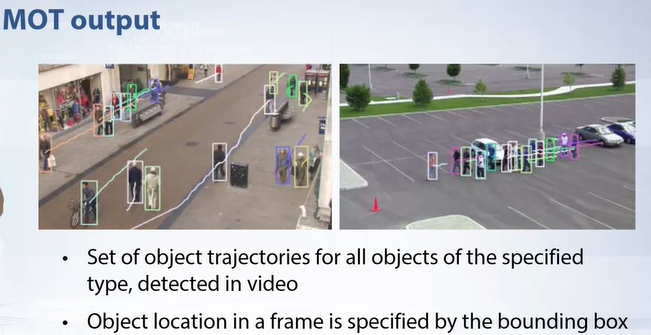 MOT output
• Set of object trajectories for all objects of the specified
type, detected in video
• Object location in a frame is specified by the bounding box